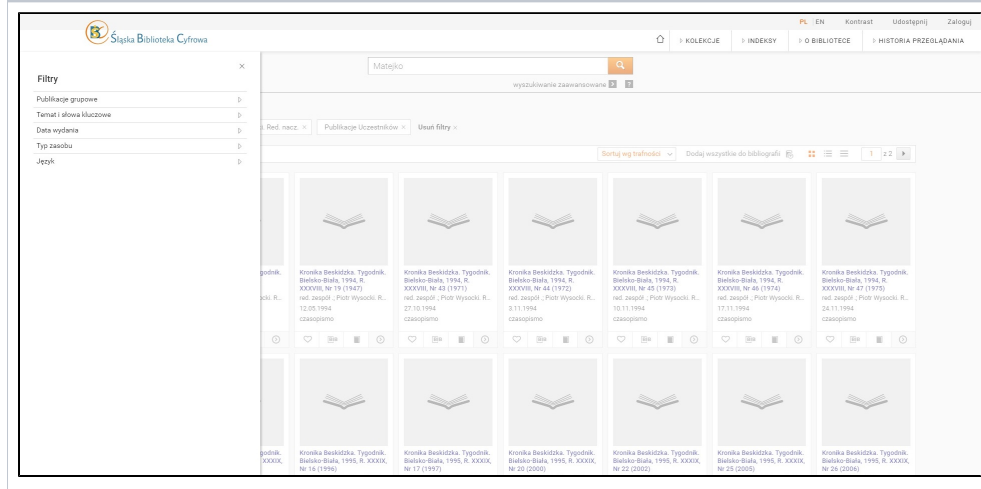 PL EN Kontrast Udostępnij Zaloguj
Śląska Biblioteka Cyfrowa
KOLEKCJE INDEKSY O BIBLIOTECE HISTORIA PRZEGLĄDANIA
Filtry
Publikacje grupowe
Temat i słowa kluczowe
Data wydania
Typ zasobu
Język
Matejko
wyszukiwanie zaawansowane ?
i. Red. nacz. × Publikacje Uczestników × Usuń filtry ×
Sortuj wg trafności Dodaj wszystkie do bibliografii 1 z 2
godnik.
ocki. R...
Kronika Beskidzka. Tygodnik.
Bielsko-Biała, 1994, R.
XXXVIII, Nr 19 (1947)
red. zespół ; Piotr Wysocki. R...
12.05.1994
czasopismo
Kronika Beskidzka. Tygodnik.
Bielsko-Biała, 1994, R.
XXXVIII, Nr 43 (1971)
red. zespół ; Piotr Wysocki. R...
27.10.1994
czasopismo
Kronika Beskidzka. Tygodnik.
Bielsko-Biała, 1994, R.
XXXVIII, Nr 44 (1972)
red. zespół ; Piotr Wysocki. R...
3.11.1994
czasopismo
Kronika Beskidzka. Tygodnik.
Bielsko-Biała, 1994, R.
XXXVIII, Nr 45 (1973)
red. zespół ; Piotr Wysocki. R...
10.11.1994
czasopismo
Kronika Beskidzka. Tygodnik.
Bielsko-Biała, 1994, R.
XXXVIII, Nr 46 (1974)
red. zespół ; Piotr Wysocki. R...
17.11.1994
czasopismo
Kronika Beskidzka. Tygodnik.
Bielsko-Biała, 1994, R.
XXXVIII, Nr 47 (1975)
red. zespół ; Piotr Wysocki. R...
24.11.1994
czasopismo
godnik.
XXXIX,
Kronika Beskidzka. Tygodnik.
Bielsko-Biała, 1995, R. XXXIX,
Nr 16 (1996)
Kronika Beskidzka. Tygodnik.
Bielsko-Biała, 1995, R. XXXIX,
Nr 17 (1997)
Kronika Beskidzka. Tygodnik.
Bielsko-Biała, 1995, R. XXXIX,
Nr 20 (2000)
Kronika Beskidzka. Tygodnik.
Bielsko-Biała, 1995, R. XXXIX,
Nr 22 (2002)
Kronika Beskidzka. Tygodnik.
Bielsko-Biała, 1995, R. XXXIX,
Nr 25 (2005)
Kronika Beskidzka. Tygodnik.
Bielsko-Biała, 1995, R. XXXIX,
Nr 26 (2006)